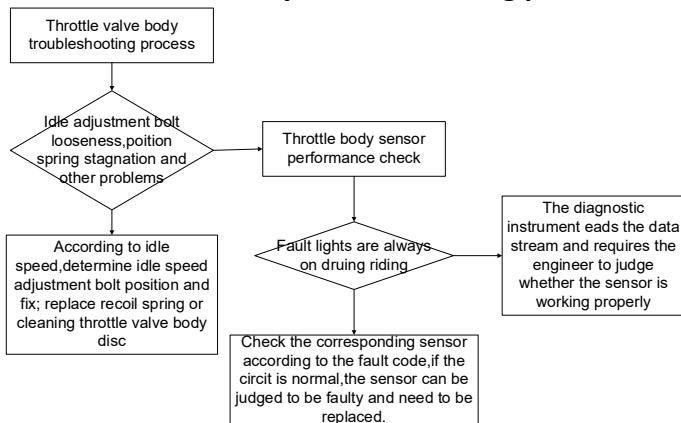 Throttle valve body
troubleshooting process
Idle adjustment bolt
looseness,poition
spring stagnation and
other problems
Throttle body sensor
performance check
According to idle
speed,determine idle speed
adjustment bolt position and
fix; replace recoil spring or
cleaning throttle valve body
disc
Fault lights are always
on druing riding
The diagnostic
instrument eads the data
stream and requires the
engineer to judge
whether the sensor is
working properly
Check the corresponding sensor
according to the fault code,if the
circit is normal,the sensor can be
judged to be faulty and need to be
replaced.